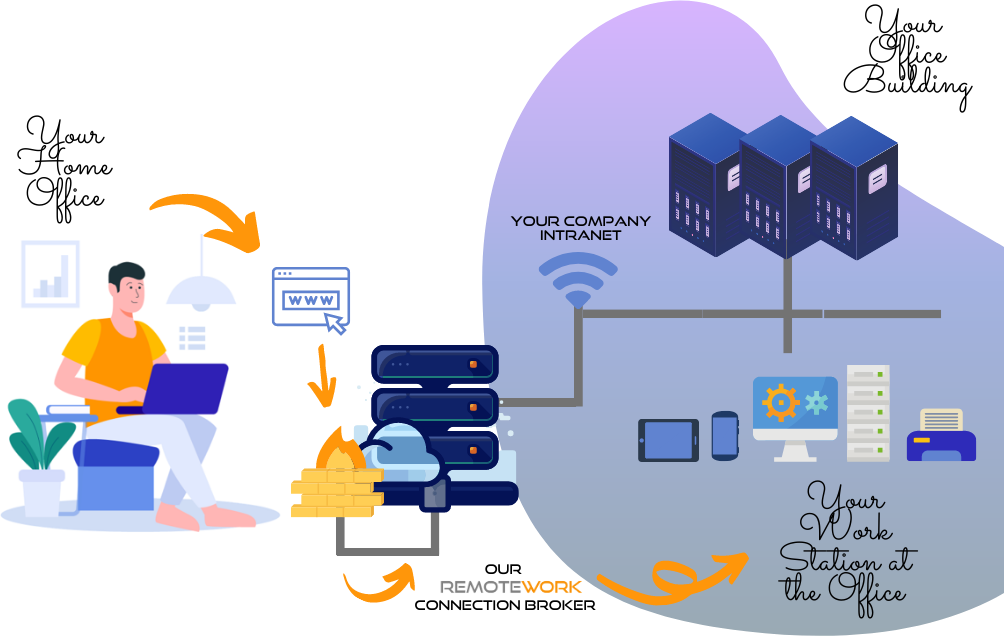 Your
Office
Building
Your
Home
Office
YOUR COMPANY
INTRANET
WWW
OUR
REMOTEWORK
CONNECTION BROKER
Your
Work
Station at
the Office